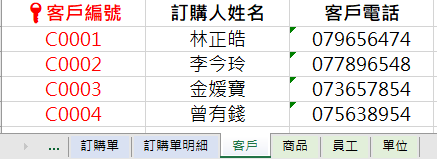 客戶編號 訂購人姓名 客戶電話
C0001 林正皓 079656474
C0002 李今玲 077896548
C0003 金媛寶 073657854
C0004 曾有錢 075638954
... 訂購單 訂購單明細 客戶 商品 員工 單位